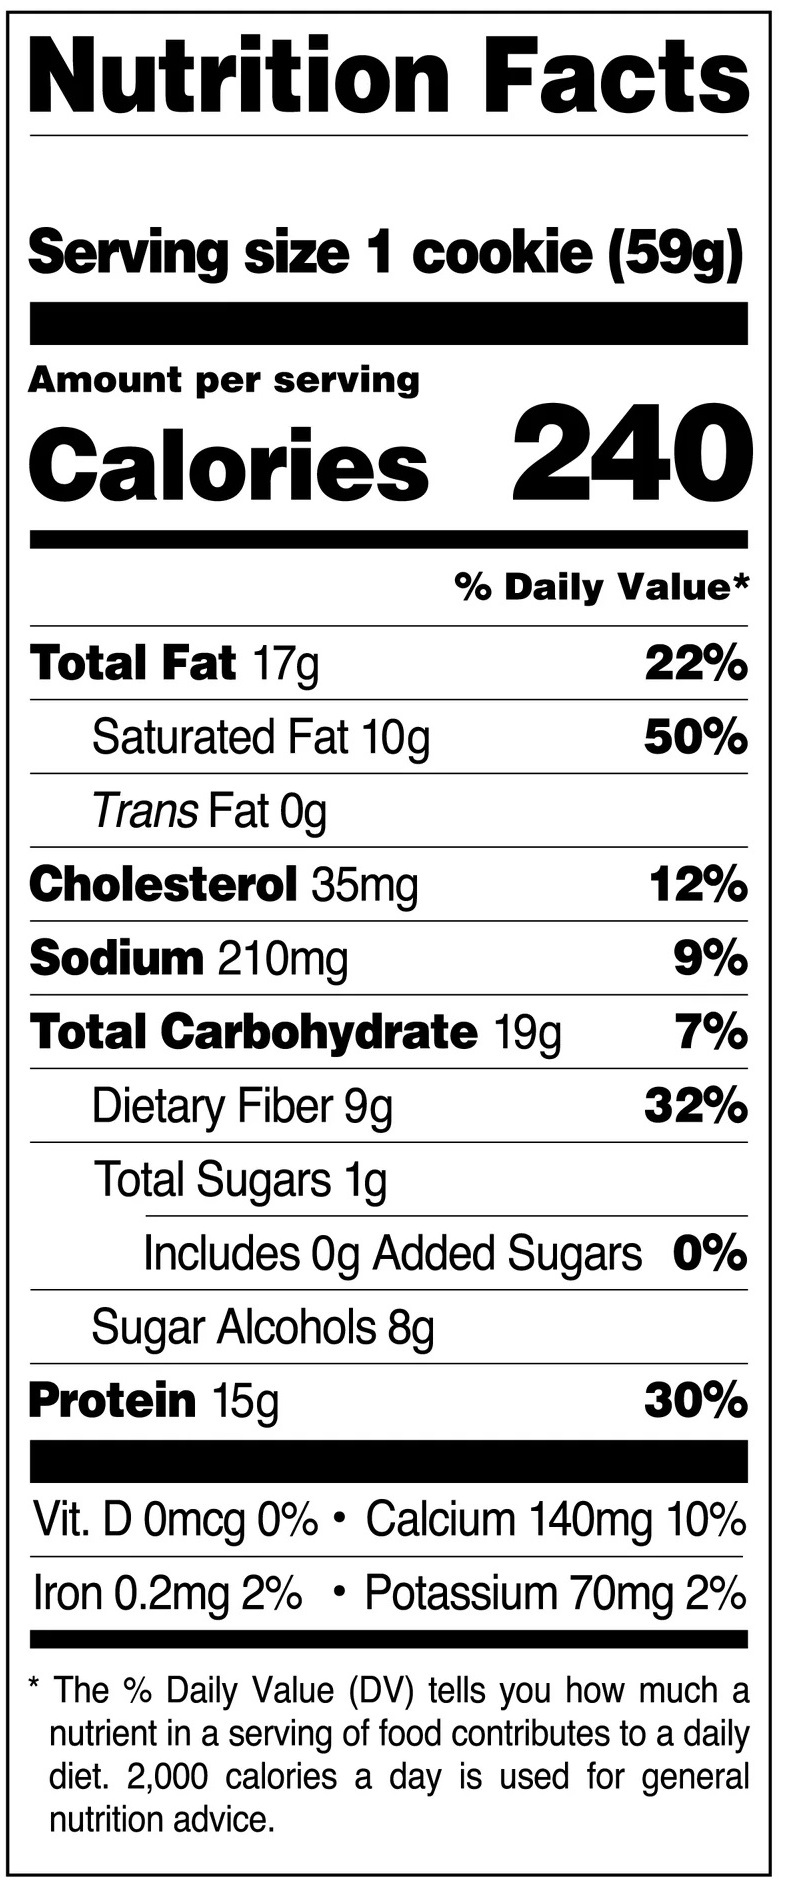 Nutrition Facts
Serving size 1 cookie (59g)
Amount per serving
Calories 240
% Daily Value*
Total Fat 17g 22%
Saturated Fat 10g 50%
Trans Fat 0g
Cholesterol 35mg 12%
Sodium 210mg 9%
Total Carbohydrate 19g 7%
Dietary Fiber 9g 32%
Total Sugars 1g
Includes 0g Added Sugars 0%
Sugar Alcohols 8g
Protein 15g 30%
Vit. D 0mcg 0% • Calcium 140mg 10%
Iron 0.2mg 2% • Potassium 70mg 2%
* The % Daily Value (DV) tells you how much a
nutrient in a serving of food contributes to a daily
diet. 2,000 calories a day is used for general
nutrition advice.